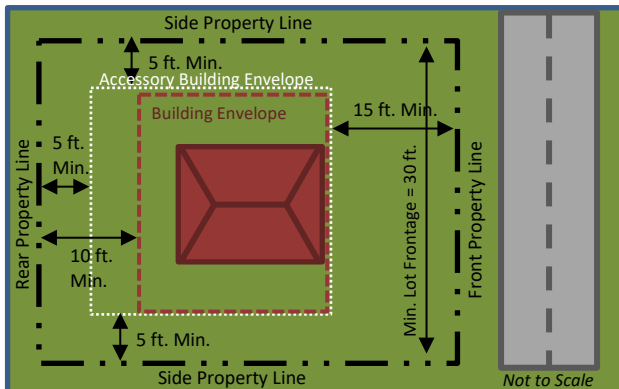 Side Property Line
5 ft. Min.
Accessory Building Envelope
Building Envelope
15 ft. Min.
5 ft.
Min.
Rear Property Line
10 ft.
Min.
Min. Lot Frontage = 30 ft.
Front Property Line
5 ft. Min.
Side Property Line
Not to Scale